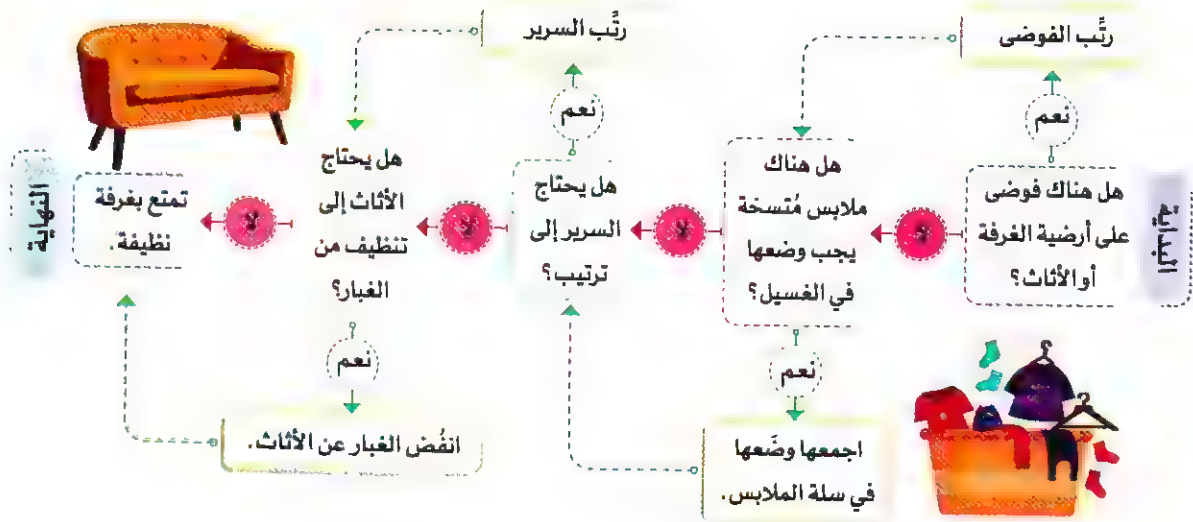 البداية
هل هناك فوضى
على أرضية الغرفة
أو الأثاث؟
نعم
رتَّب الفوضى
لا
هل هناك
ملابس مُتسخة
يجب وضعها
في الغسيل؟
نعم
اجمعها وضَعها
في سلة الملابس.
لا
هل يحتاج
السرير إلى
ترتيب؟
نعم
رتَّب السرير
لا
هل يحتاج
الأثاث إلى
تنظيف من
الغبار؟
نعم
انفُض الغبار عن الأثاث.
لا
تمتع بغرفة
نظيفة.
النهاية